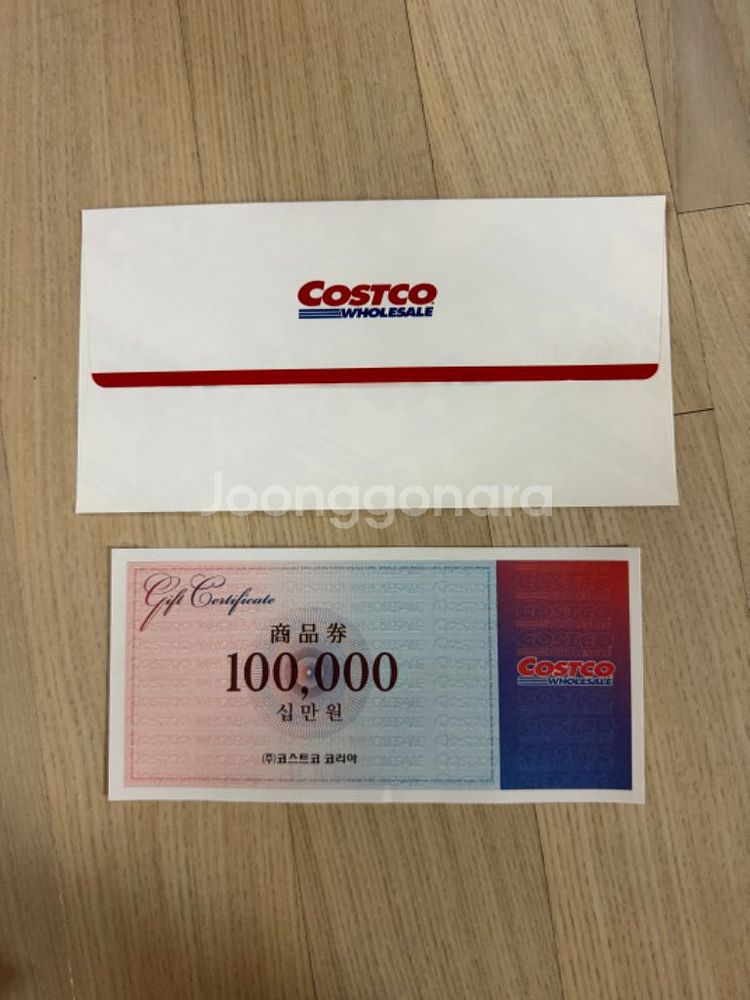 COSTCO
WHOLESALE
Joonggonara
Gift Certificate
商品券
100,000
십만원
(주)코스트코 코리아
COSTCO
WHOLESALE